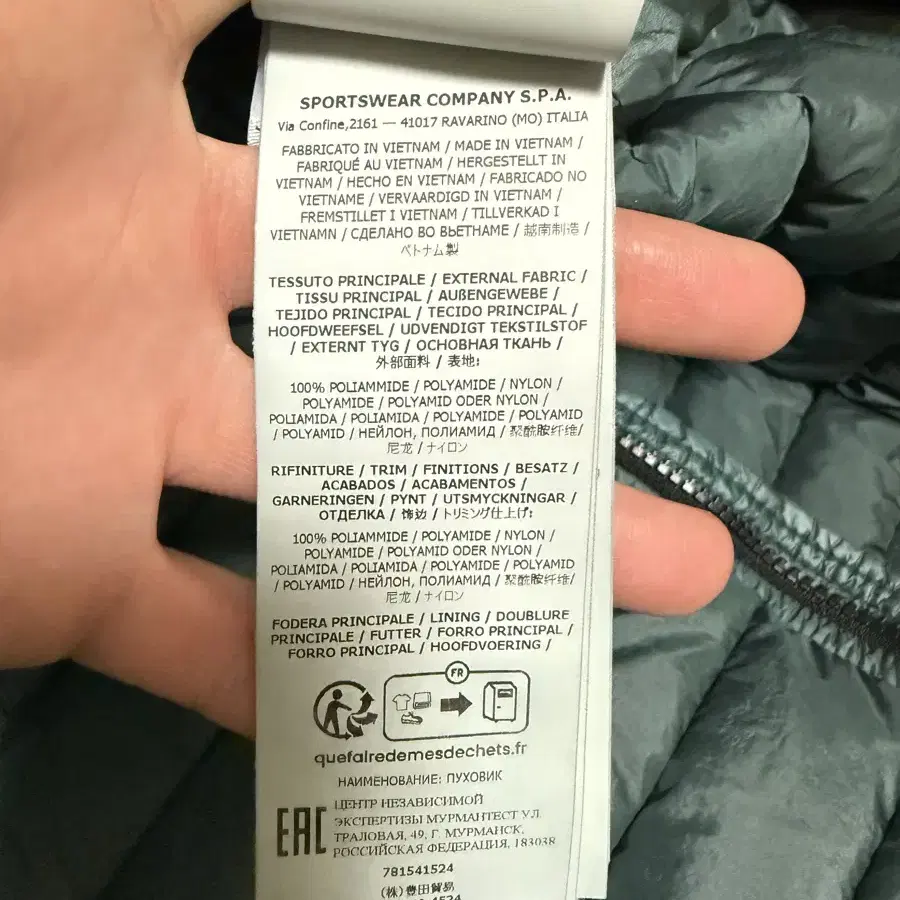 SPORTSWEAR COMPANY S.P.A.
Via Confine,2161 — 41017 RAVARINO (MO) ITALIA
FABBRICATO IN VIETNAM / MADE IN VIETNAM /
FABRIQUÉ AU VIETNAM / HERGESTELLT IN
VIETNAM / HECHO EN VIETNAM / FABRICADO NO
VIETNAME / VERVAARDIGD IN VIETNAM /
FREMSTILLET I VIETNAM / TILLVERKAD I
VIETNAMN / СДЕЛАНО ВО ВЬЕТНАМЕ / 越南制造 /
ベトナム製
TESSUTO PRINCIPALE / EXTERNAL FABRIC /
TISSU PRINCIPAL / AUßENGEWEBE /
TEJIDO PRINCIPAL / TECIDO PRINCIPAL /
HOOFDWEEFSEL / UDVENDIGT TEKSTILSTOF
/ EXTERNT TYG / ОСНОВНАЯ ТКАНЬ /
外部面料 / 表地:
100% POLIAMMIDE / POLYAMIDE / NYLON /
POLYAMIDE / POLYAMID ODER NYLON /
POLIAMIDA / POLIAMIDA / POLYAMIDE / POLYAMID
/ POLYAMID / НЕЙЛОН, ПОЛИАМИД / 聚酰胺纤维/
尼龙 / ナイロン
RIFINITURE / TRIM / FINITIONS / BESATZ /
ACABADOS / ACABAMENTOS /
GARNERINGEN / PYNT / UTSMYCKNINGAR /
ОТДЕЛКА / 饰边 / トリミング仕上げ:
100% POLIAMMIDE / POLYAMIDE / NYLON /
POLYAMIDE / POLYAMID ODER NYLON /
POLIAMIDA / POLIAMIDA / POLYAMIDE / POLYAMID
/ POLYAMID / НЕЙЛОН, ПОЛИАМИД / 聚酰胺纤维/
尼龙 / ナイロン
FODERA PRINCIPALE / LINING / DOUBLURE
PRINCIPALE / FUTTER / FORRO PRINCIPAL /
FORRO PRINCIPAL / HOOFDVOERING /
FR
quefairedemesdechets.fr
НАИМЕНОВАНИЕ: ПУХОВИК
EAC
ЦЕНТР НЕЗАВИСИМОЙ
ЭКСПЕРТИЗЫ МУРМАНТЕСТ УЛ.
ТРАЛОВАЯ, 49, Г. МУРМАНСК,
РОССИЙСКАЯ ФЕДЕРАЦИЯ, 183038
781541524
(株)豊田貿易